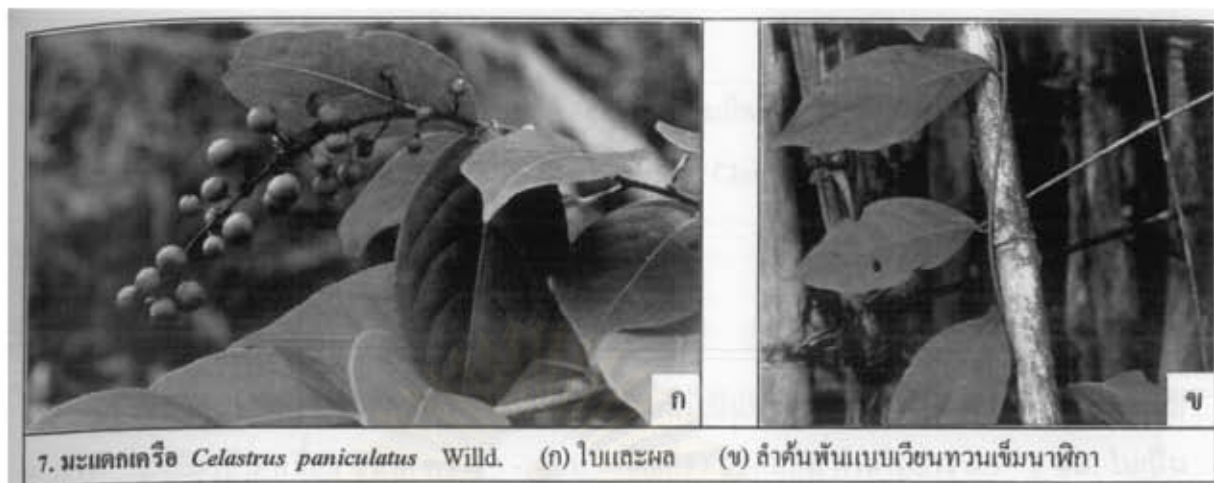 ก
ข
7. มะแตกเครือ Celastrus paniculatus Willd. (ก) ใบและผล (ข) ลำต้นพันแบบเวียนทวนเข็มนาฬิกา